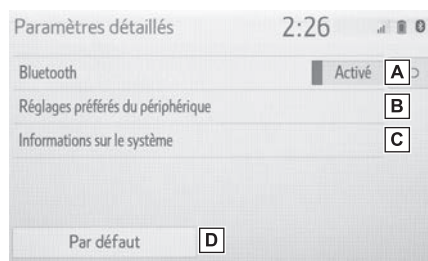 Paramètres détaillés 2:26
Bluetooth Activé A
Réglages préférés du périphérique B
Informations sur le système C
Par défaut D